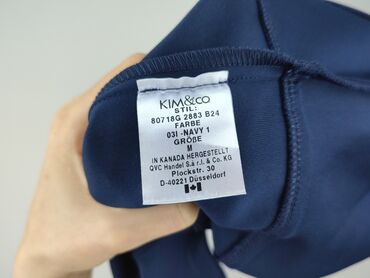 KIM&CO
STIL:
80718G 2883 B24
FARBE
03I -NAVY 1
GRÖßE
M
IN KANADA HERGESTELLT
QVC Handel S.à r.l. & Co. KG
Plockstr. 30
D-40221 Düsseldorf